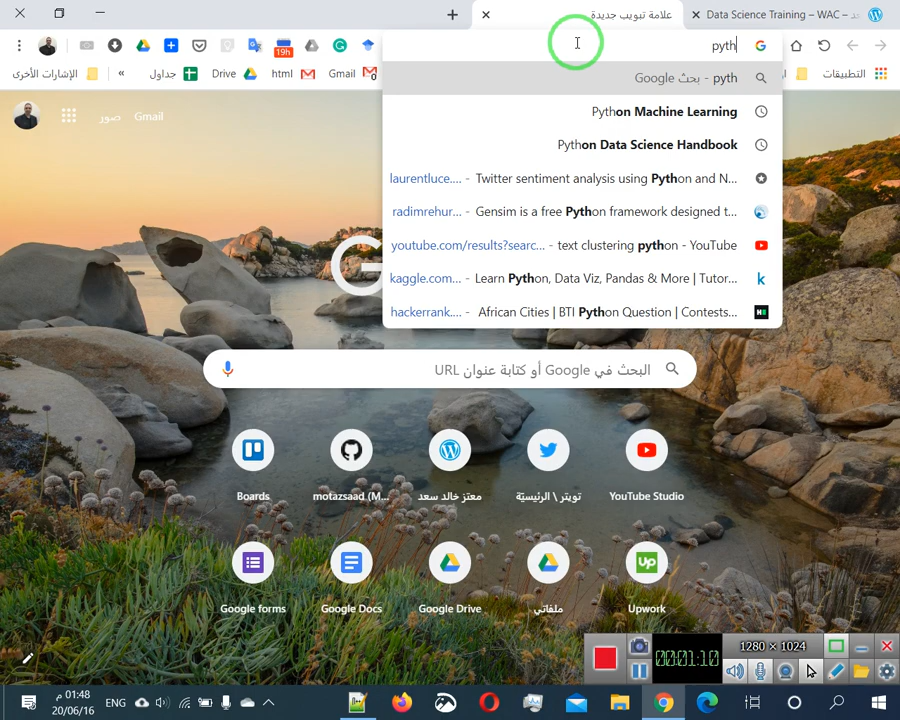 علامة تبويب جديدة
Data Science Training – WAC – خد
pyth
19h
التطبيقات
Gmail
html
Drive
جداول
»
الإشارات الأخرى
pyth - بحث Google
Python Machine Learning
Python Data Science Handbook
laurentluce.... - Twitter sentiment analysis using Python and N...
radimrehur... - Gensim is a free Python framework designed t...
youtube.com/results?searc... - text clustering python - YouTube
kaggle.com... - Learn Python, Data Viz, Pandas & More | Tutor...
hackerrank.... - African Cities | BTI Python Question | Contests...
Gmail
صور
البحث في Google أو كتابة عنوان URL
YouTube Studio
تويتر \ الرئيسيّة
معتز خالد سعد
motazsaad (M...
Boards
Upwork
ملفاتي
Google Drive
Google Docs
Google forms
00:01:10
1280 × 1024
01:48 م
20/06/16
ENG